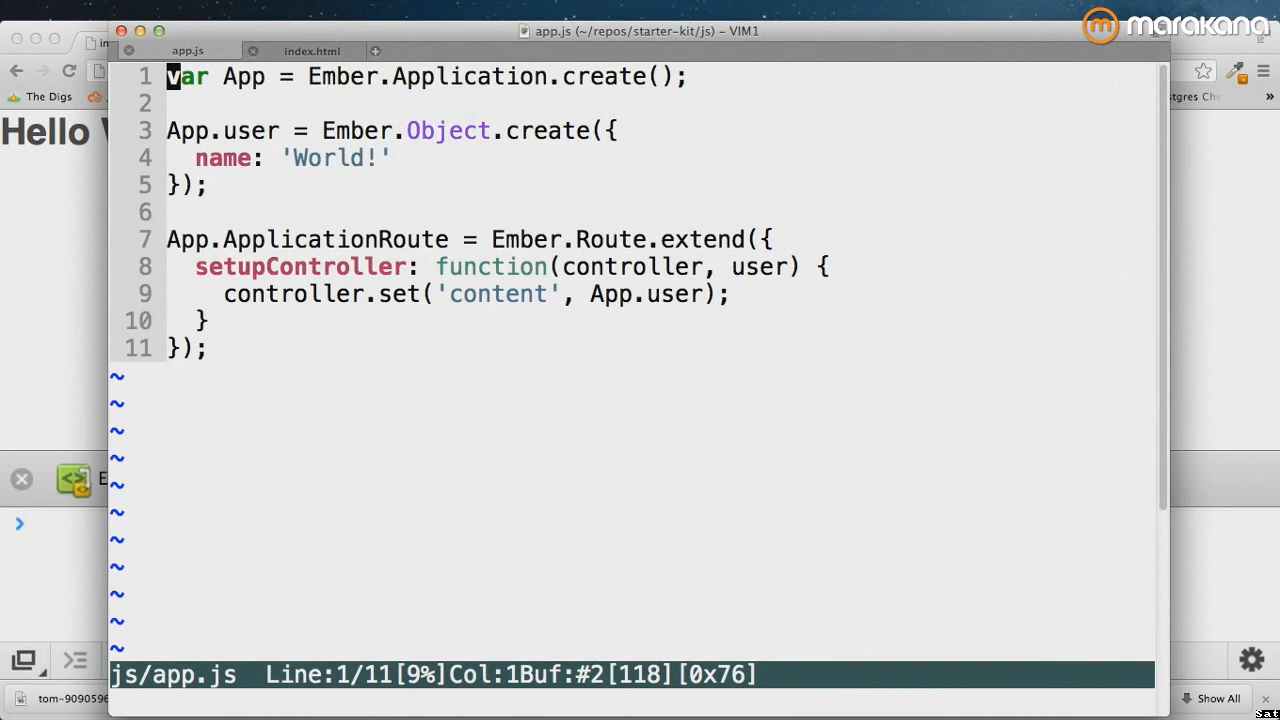 marakana
app.js (~/repos/starter-kit/js) – VIM1
app.js
index.html
The Digs
1 var App = Ember.Application.create();
2
3 App.user = Ember.Object.create({
4 name: 'World!'
5 });
6
7 App.ApplicationRoute = Ember.Route.extend({
8 setupController: function(controller, user) {
9 controller.set('content', App.user);
10 }
11 });
~
~
~
~
~
~
~
~
~
~
~
Hello
js/app.js Line:1/11[9%]Col:1Buf:#2[118][0x76]
tom-9090596
Show All
sat